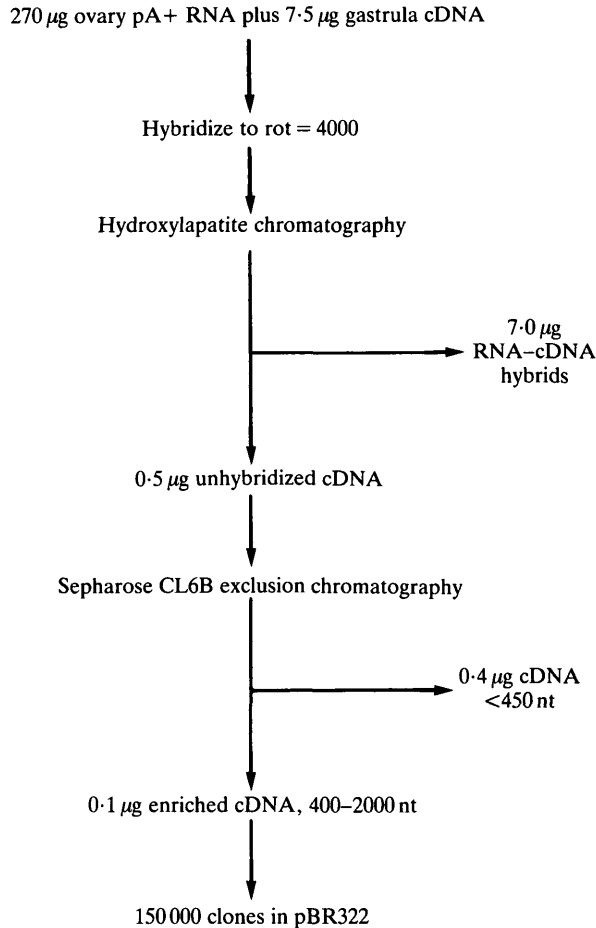 270 µg ovary pA+ RNA plus 7·5 µg gastrula cDNA
Hybridize to rot = 4000
Hydroxylapatite chromatography
7·0 µg
RNA–cDNA
hybrids
0·5 µg unhybridized cDNA
Sepharose CL6B exclusion chromatography
0·4 µg cDNA
<450 nt
0·1 µg enriched cDNA, 400–2000 nt
150 000 clones in pBR322